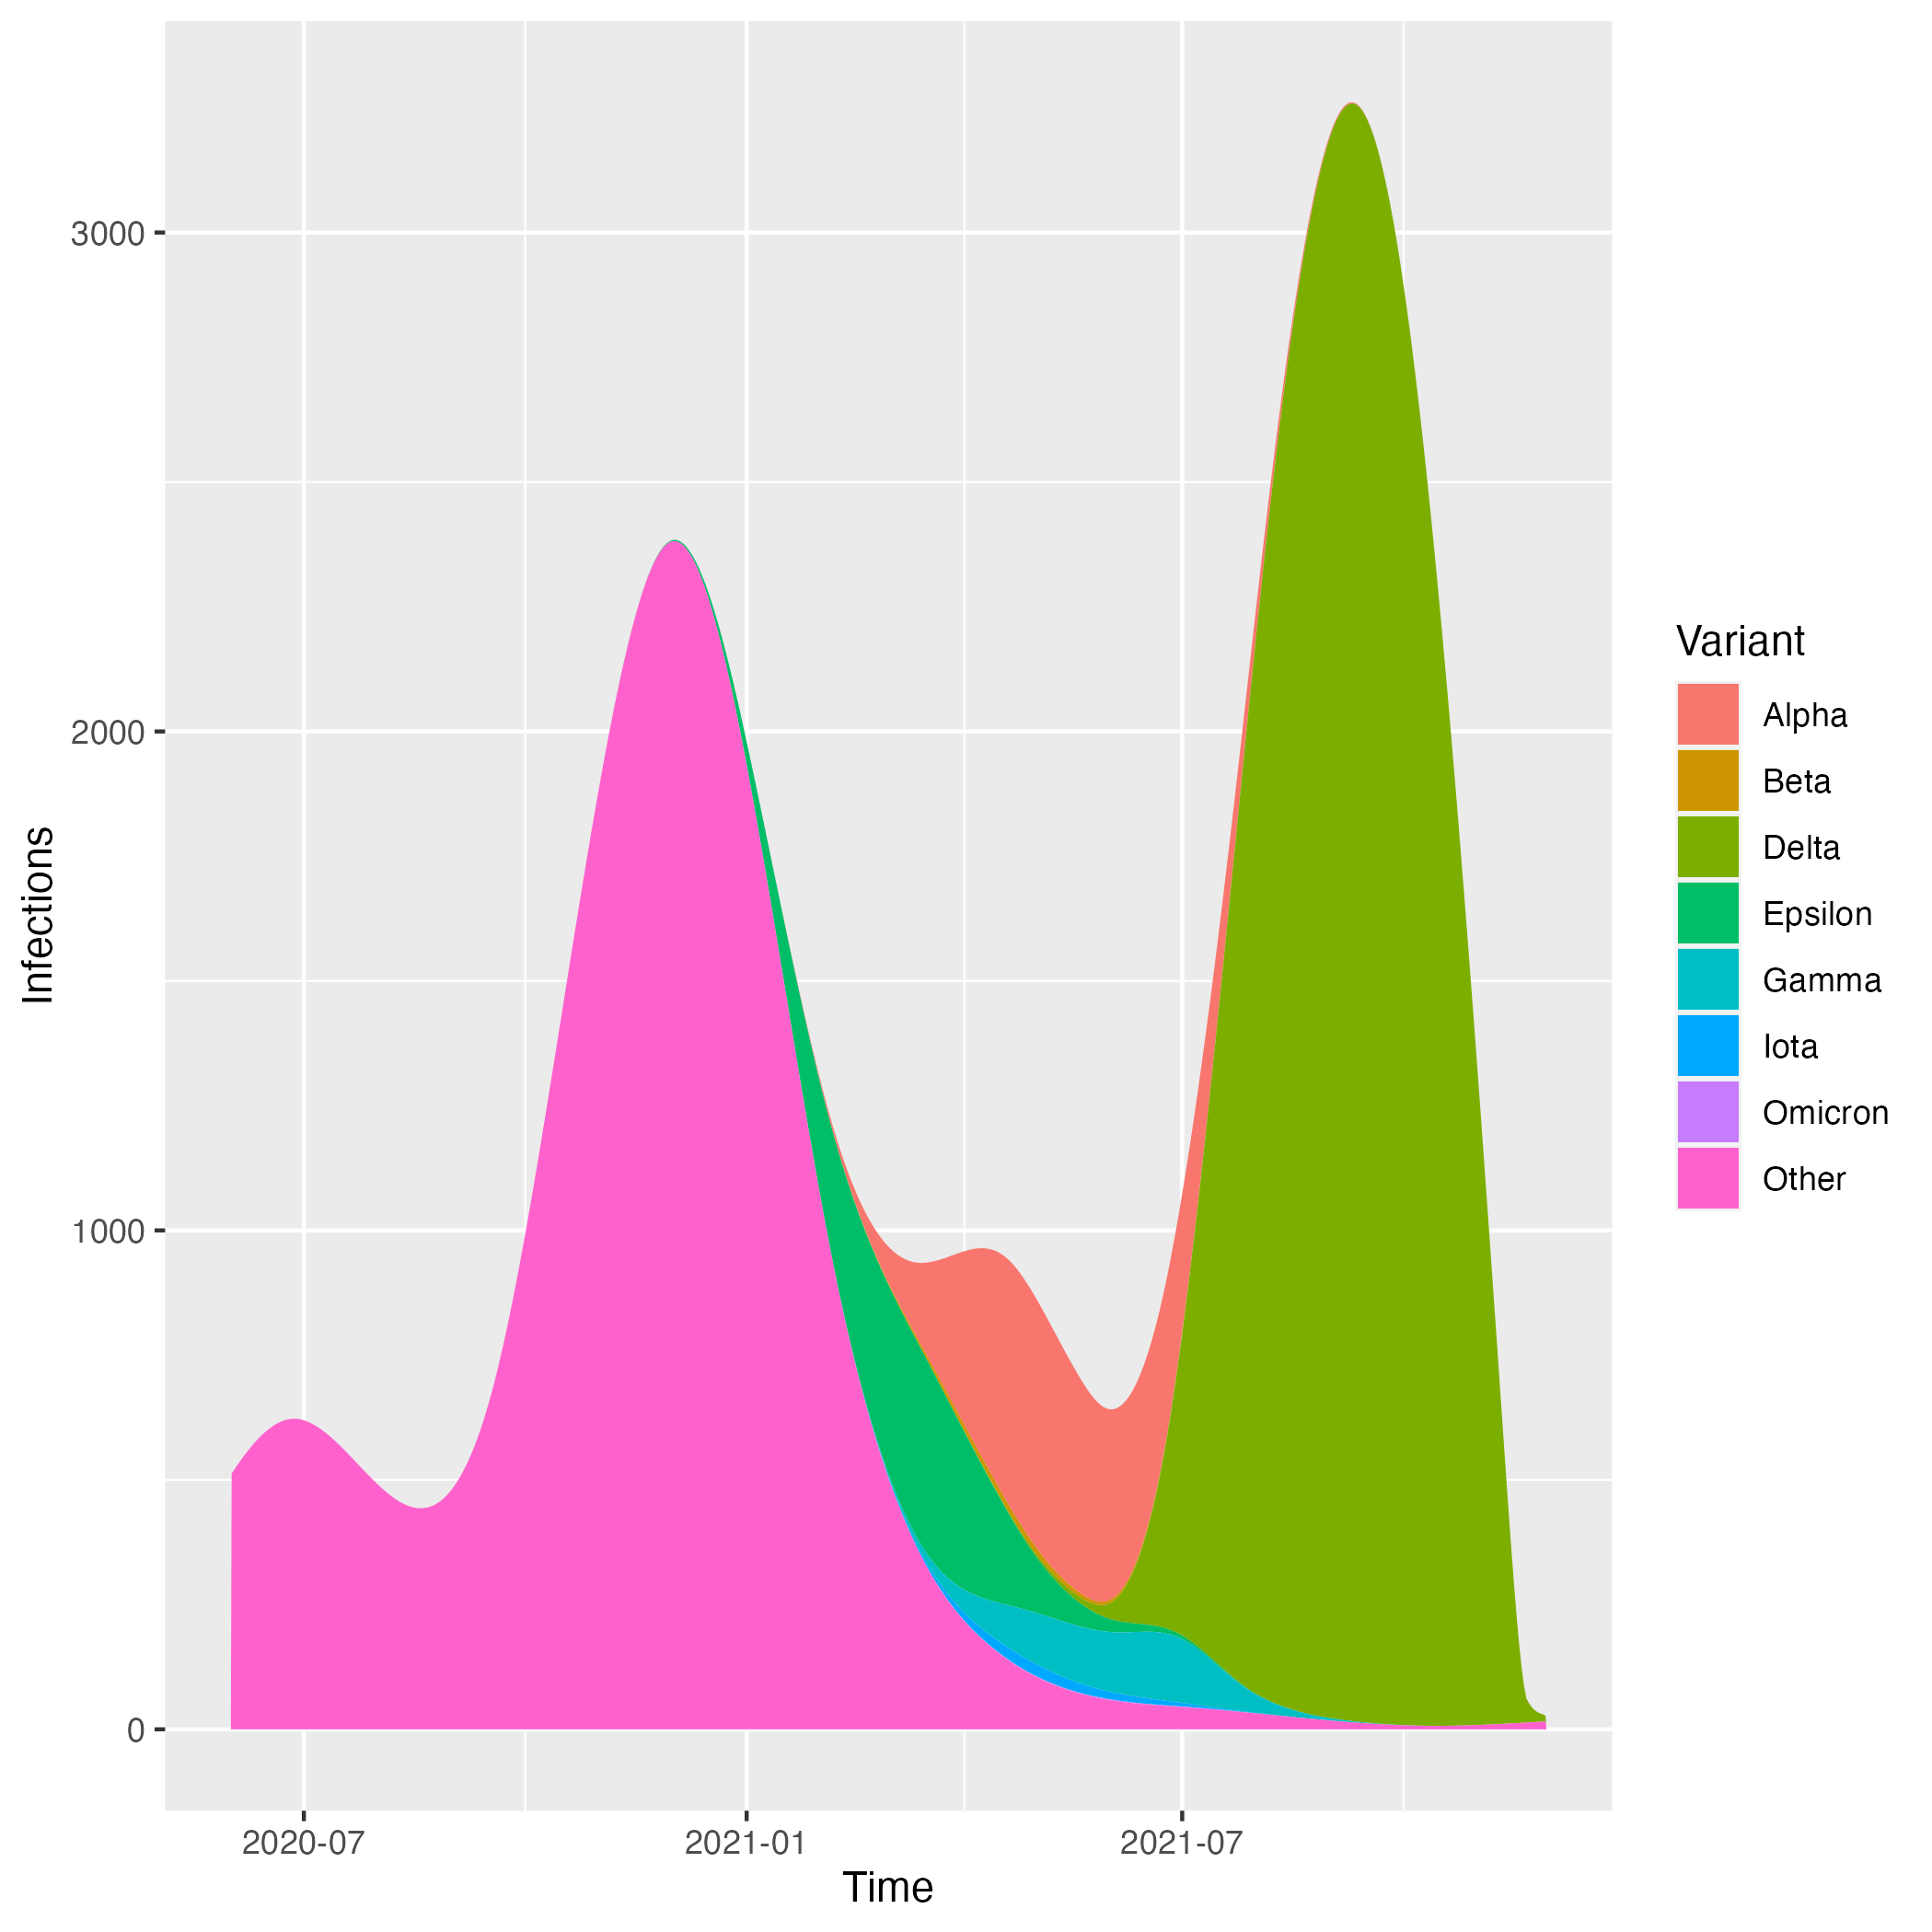 3000
2000
1000
0
Infections
2020-07
2021-01
2021-07
Time
Variant
Alpha
Beta
Delta
Epsilon
Gamma
Iota
Omicron
Other